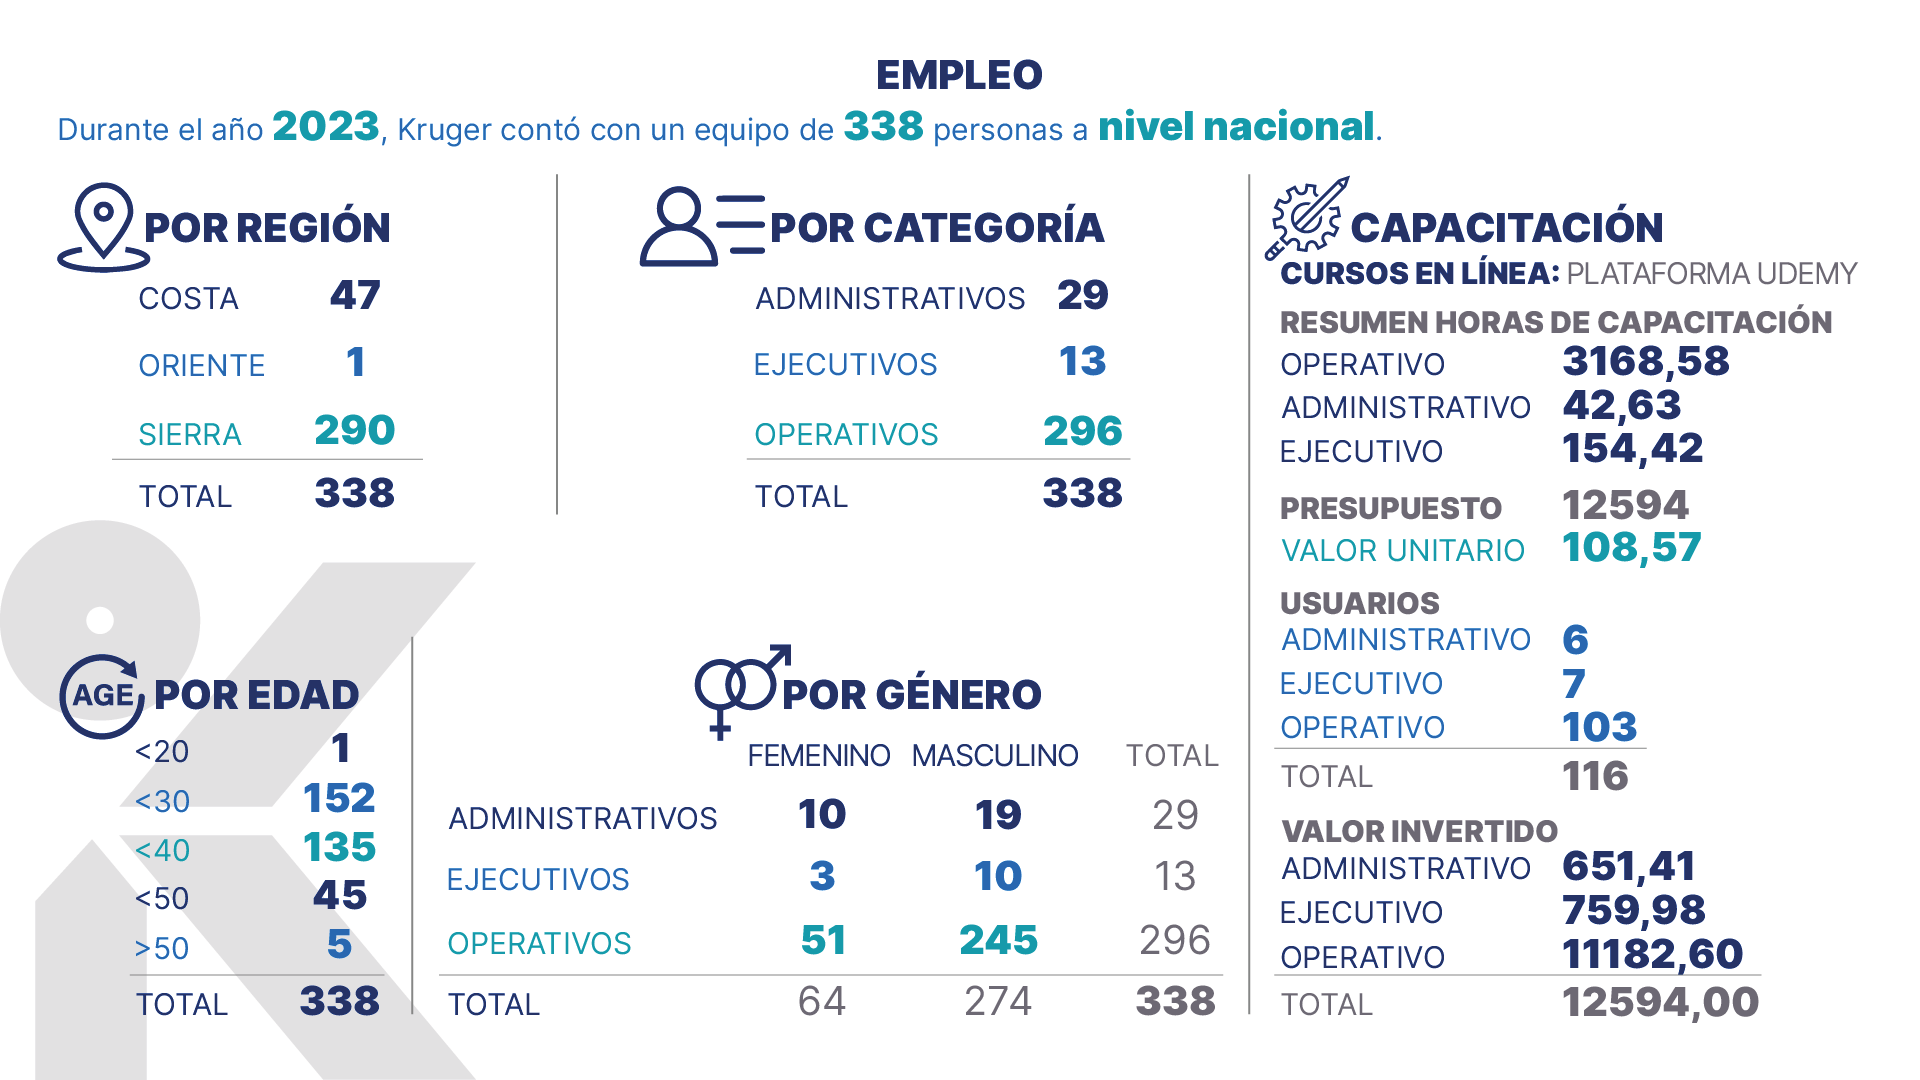 EMPLEO
Durante el año 2023, Kruger contó con un equipo de 338 personas a nivel nacional.
POR REGIÓN
COSTA 47
ORIENTE 1
SIERRA 290
TOTAL 338
POR CATEGORÍA
ADMINISTRATIVOS 29
EJECUTIVOS 13
OPERATIVOS 296
TOTAL 338
AGE POR EDAD
<20 1
<30 152
<40 135
<50 45
>50 5
TOTAL 338
POR GÉNERO
FEMENINO MASCULINO TOTAL
ADMINISTRATIVOS 10 19 29
EJECUTIVOS 3 10 13
OPERATIVOS 51 245 296
TOTAL 64 274 338
CAPACITACIÓN
CURSOS EN LÍNEA: PLATAFORMA UDEMY
RESUMEN HORAS DE CAPACITACIÓN
OPERATIVO 3168,58
ADMINISTRATIVO 42,63
EJECUTIVO 154,42
PRESUPUESTO 12594
VALOR UNITARIO 108,57
USUARIOS
ADMINISTRATIVO 6
EJECUTIVO 7
OPERATIVO 103
TOTAL 116
VALOR INVERTIDO
ADMINISTRATIVO 651,41
EJECUTIVO 759,98
OPERATIVO 11182,60
TOTAL 12594,00